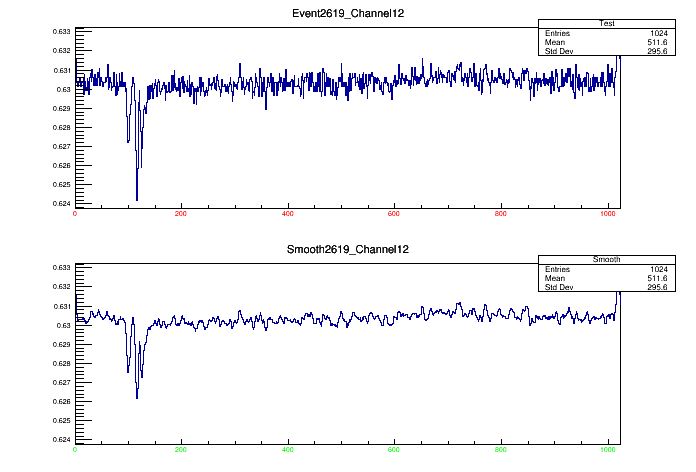 Event2619_Channel12
Test
Entries 1024
Mean 511.6
Std Dev 295.6
0.633
0.632
0.631
0.63
0.629
0.628
0.627
0.626
0.625
0.624
0 200 400 600 800 1000
Smooth2619_Channel12
Smooth
Entries 1024
Mean 511.6
Std Dev 295.6
0.633
0.632
0.631
0.63
0.629
0.628
0.627
0.626
0.625
0.624
0 200 400 600 800 1000